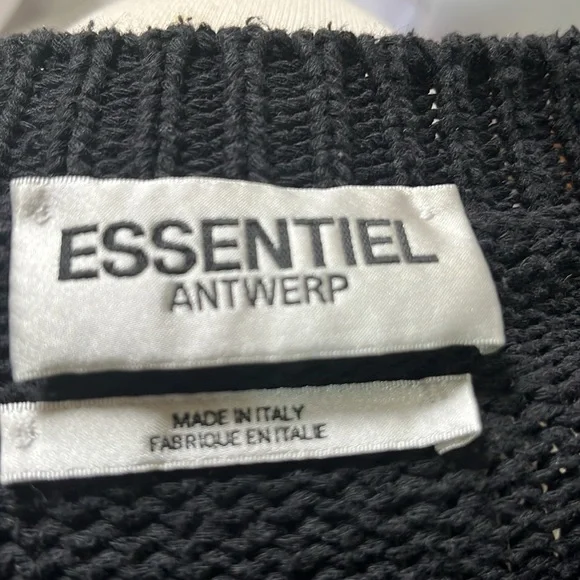 ESSENTIEL
ANTWERP
MADE IN ITALY
FABRIQUE EN ITALIE